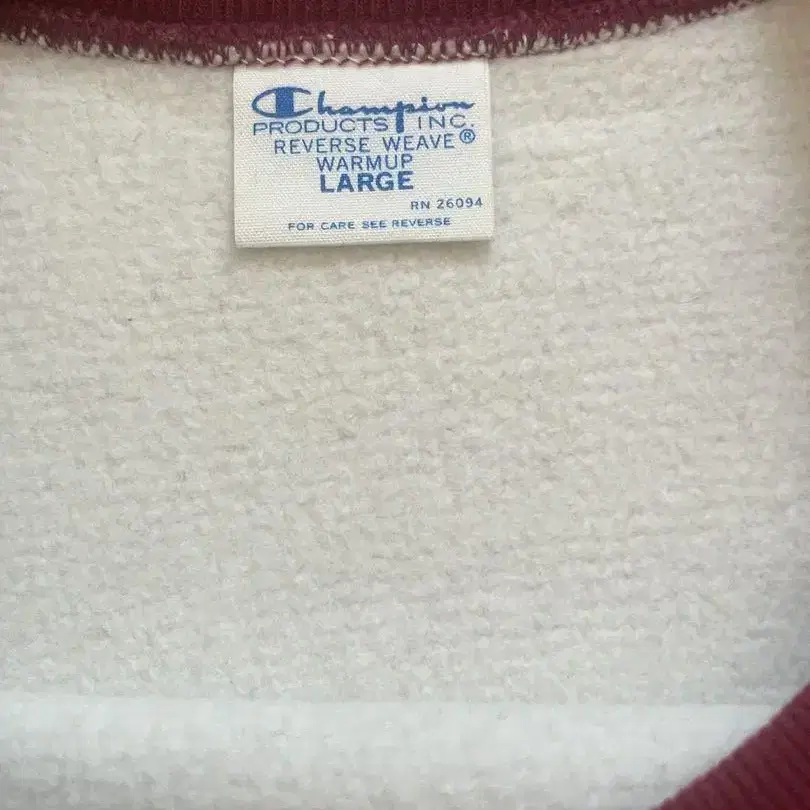 Champion
PRODUCTS INC.
REVERSE WEAVE®
WARMUP
LARGE
RN 26094
FOR CARE SEE REVERSE